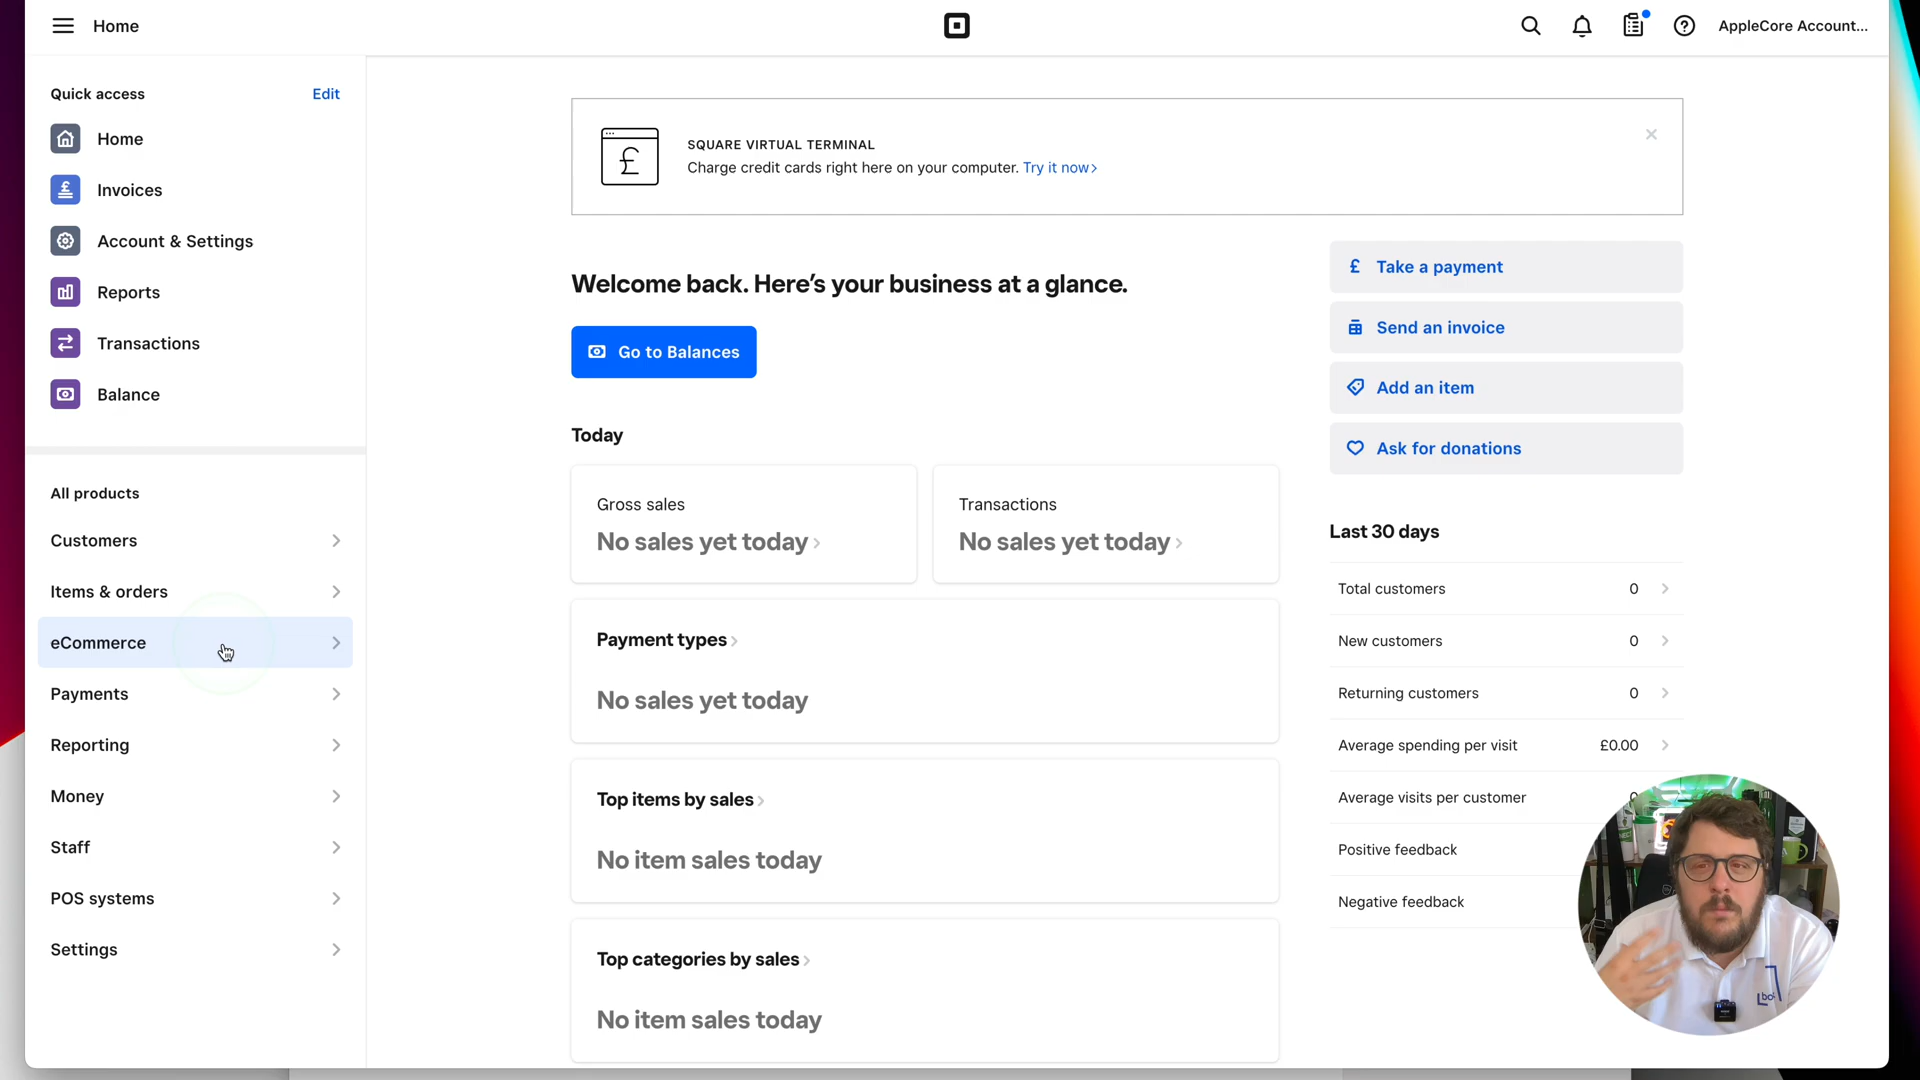 Home
AppleCore Account...
Quick access
Edit
Home
Invoices
Account & Settings
Reports
Transactions
Balance
All products
Customers
Items & orders
eCommerce
Payments
Reporting
Money
Staff
POS systems
Settings
SQUARE VIRTUAL TERMINAL
Charge credit cards right here on your computer. Try it now
Welcome back. Here's your business at a glance.
Go to Balances
Today
Gross sales
No sales yet today
Transactions
No sales yet today
Payment types
No sales yet today
Top items by sales
No item sales today
Top categories by sales
No item sales today
£ Take a payment
Send an invoice
Add an item
Ask for donations
Last 30 days
Total customers 0
New customers 0
Returning customers 0
Average spending per visit £0.00
Average visits per customer
Positive feedback
Negative feedback